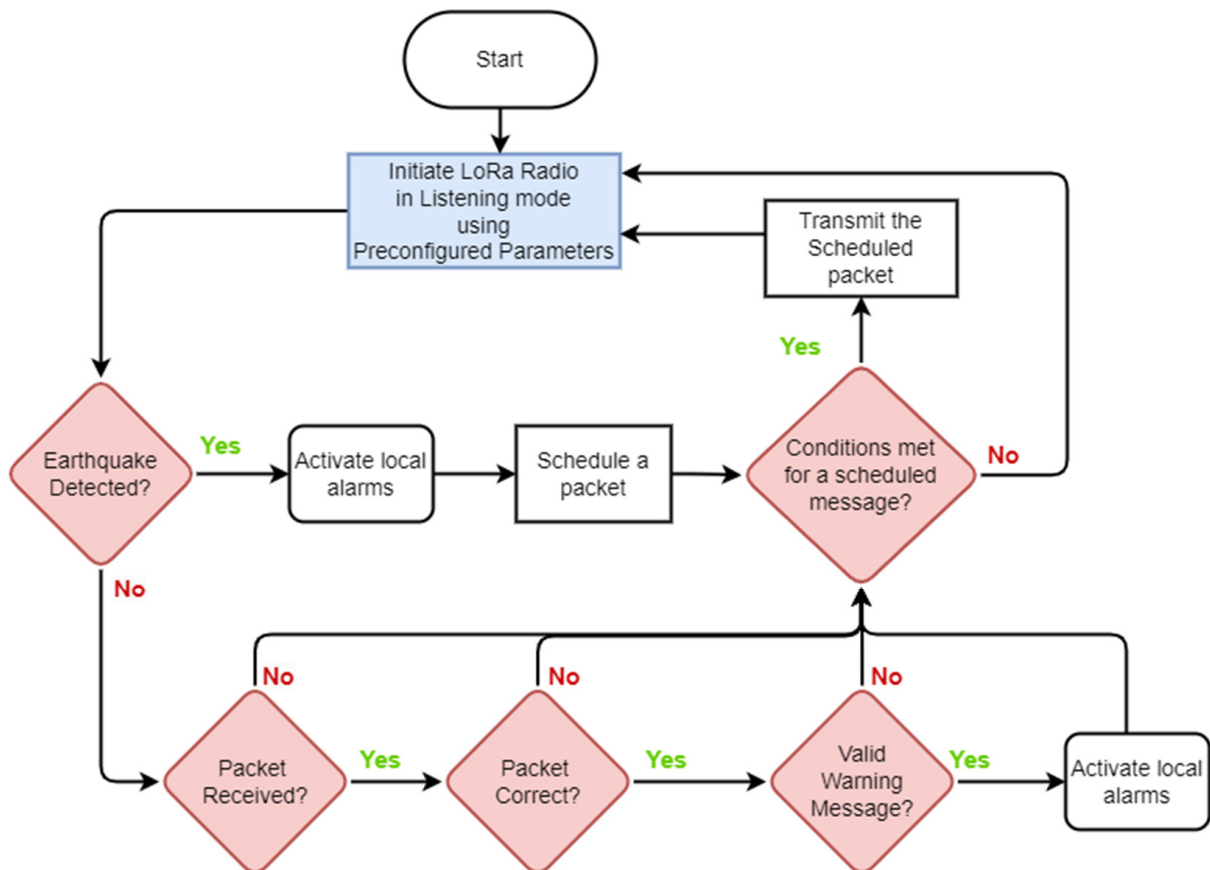 Start
Initiate LoRa Radio
in Listening mode
using
Preconfigured Parameters
Transmit the
Scheduled
packet
Yes
Earthquake
Detected?
Yes
Activate local
alarms
Schedule a
packet
Conditions met
for a scheduled
message?
No
No
No
No
No
Packet
Received?
Yes
Packet
Correct?
Yes
Valid
Warning
Message?
Yes
Activate local
alarms